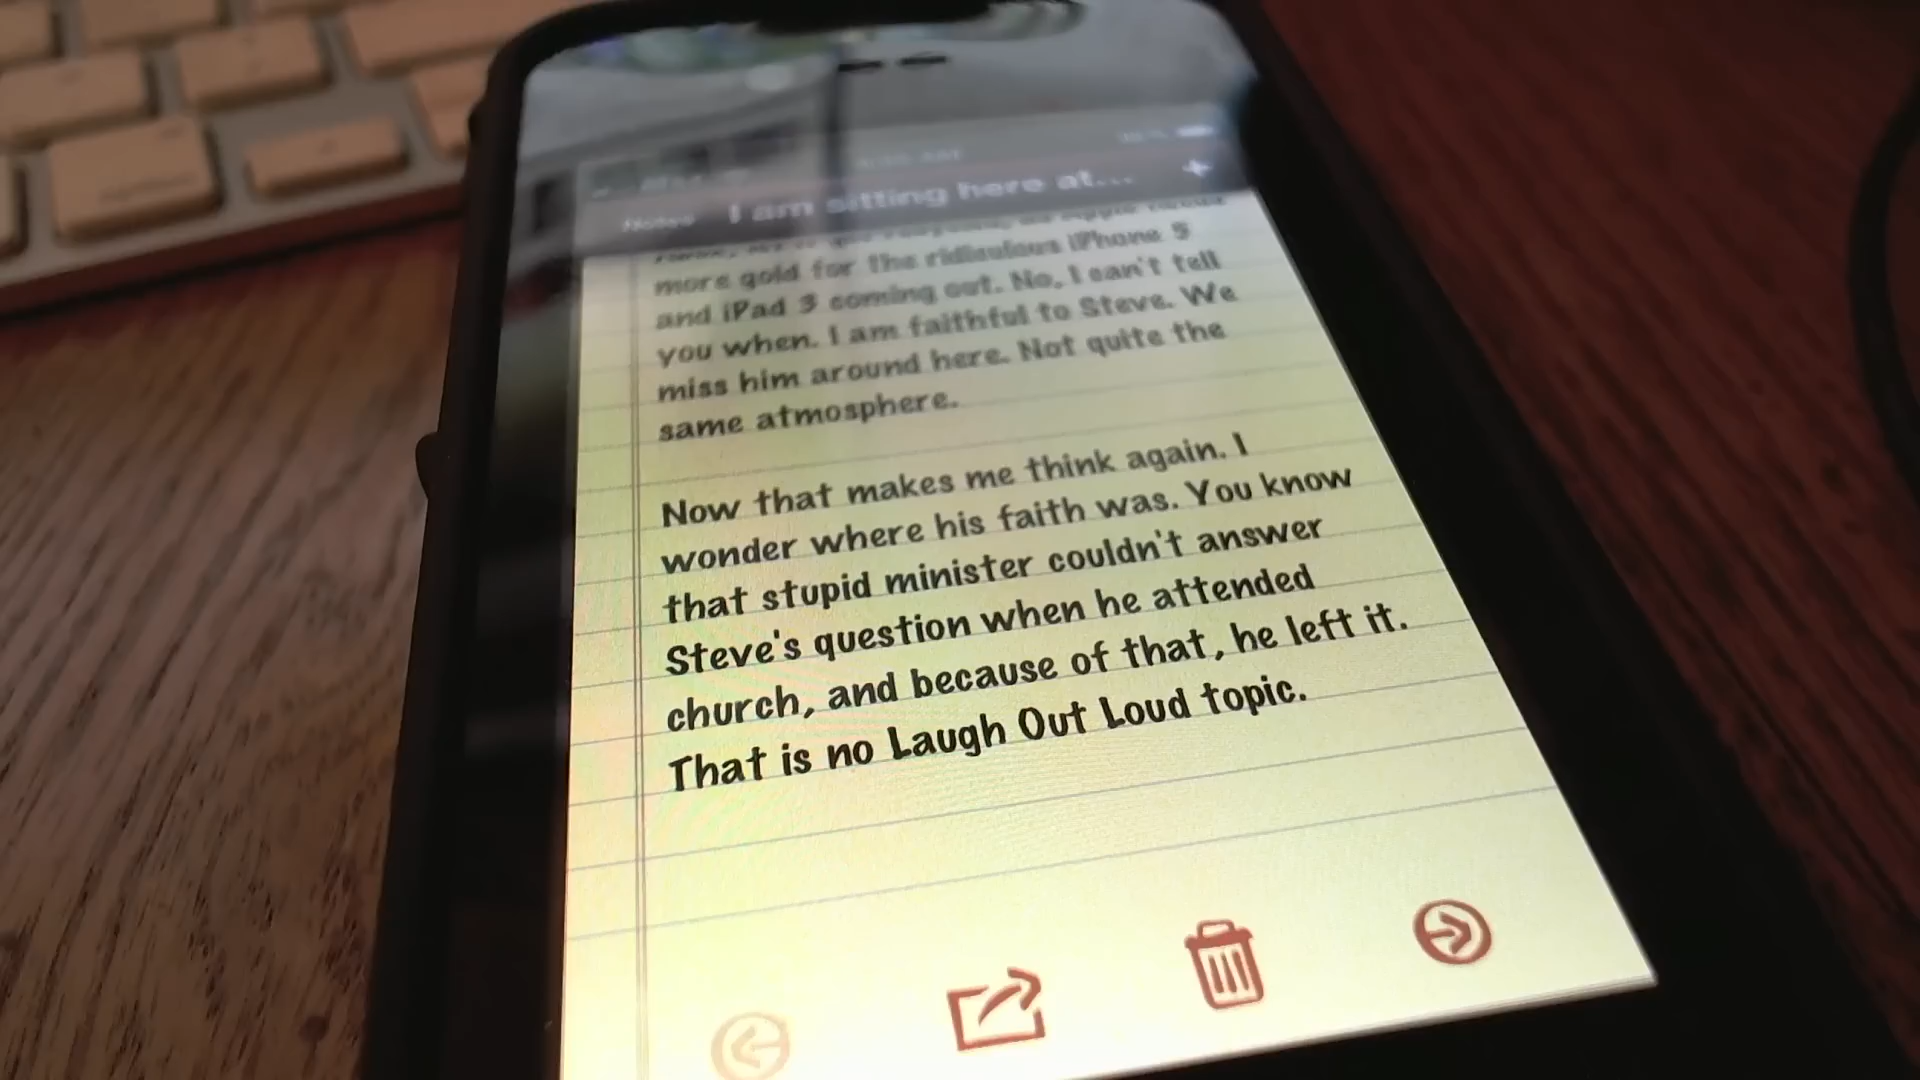 Notes I am sitting here at... +
more gold for the ridiculous iPhone 5
and iPad 3 coming out. No, I can't tell
you when. I am faithful to Steve. We
miss him around here. Not quite the
same atmosphere.
Now that makes me think again. I
wonder where his faith was. You know
that stupid minister couldn't answer
Steve's question when he attended
church, and because of that, he left it.
That is no Laugh Out Loud topic.